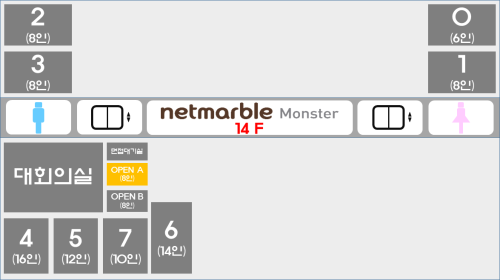 2
(8인)
0
(6인)
3
(8인)
1
(8인)
netmarble Monster
14 F
대회의실
면접대기실
OPEN A
(8인)
OPEN B
(8인)
4
(16인)
5
(12인)
7
(10인)
6
(14인)